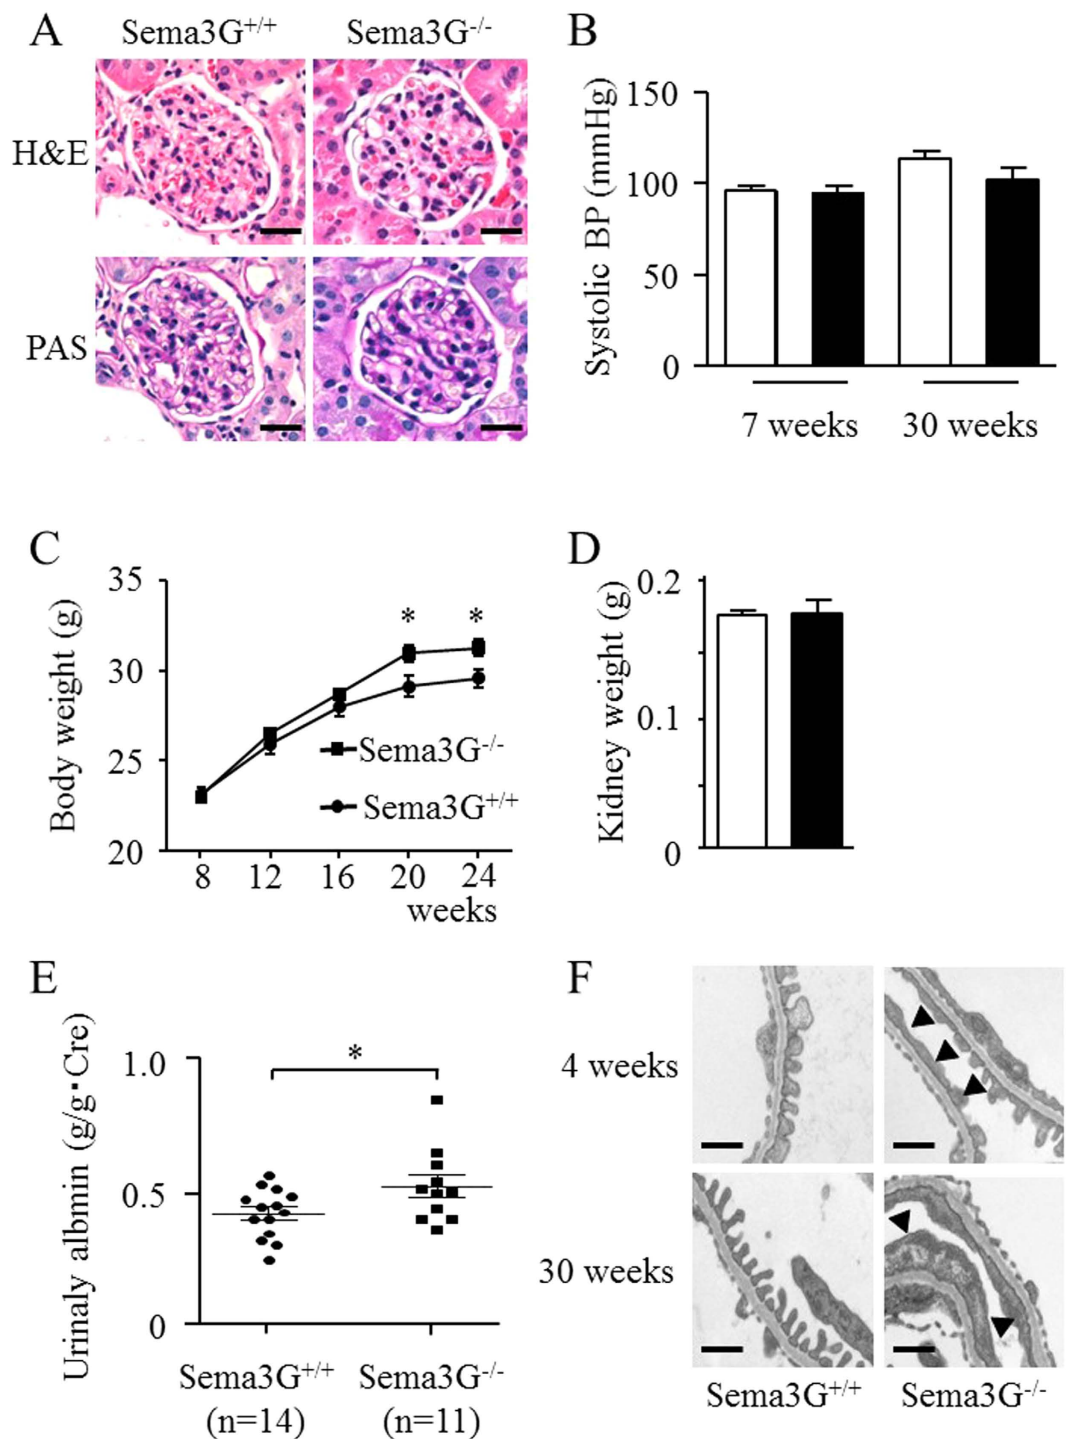 A
Sema3G+/+
Sema3G-/-
H&E
PAS
B
Systolic BP (mmHg)
150
100
50
0
7 weeks
30 weeks
C
Body weight (g)
35
30
25
20
* *
Sema3G-/-
Sema3G+/+
8 12 16 20 24
weeks
D
Kidney weight (g)
0.2
0.1
0
E
Urinaly albmin (g/g・Cre)
1.0
0.5
0
*
Sema3G+/+
(n=14)
Sema3G-/-
(n=11)
F
4 weeks
30 weeks
Sema3G+/+
Sema3G-/-